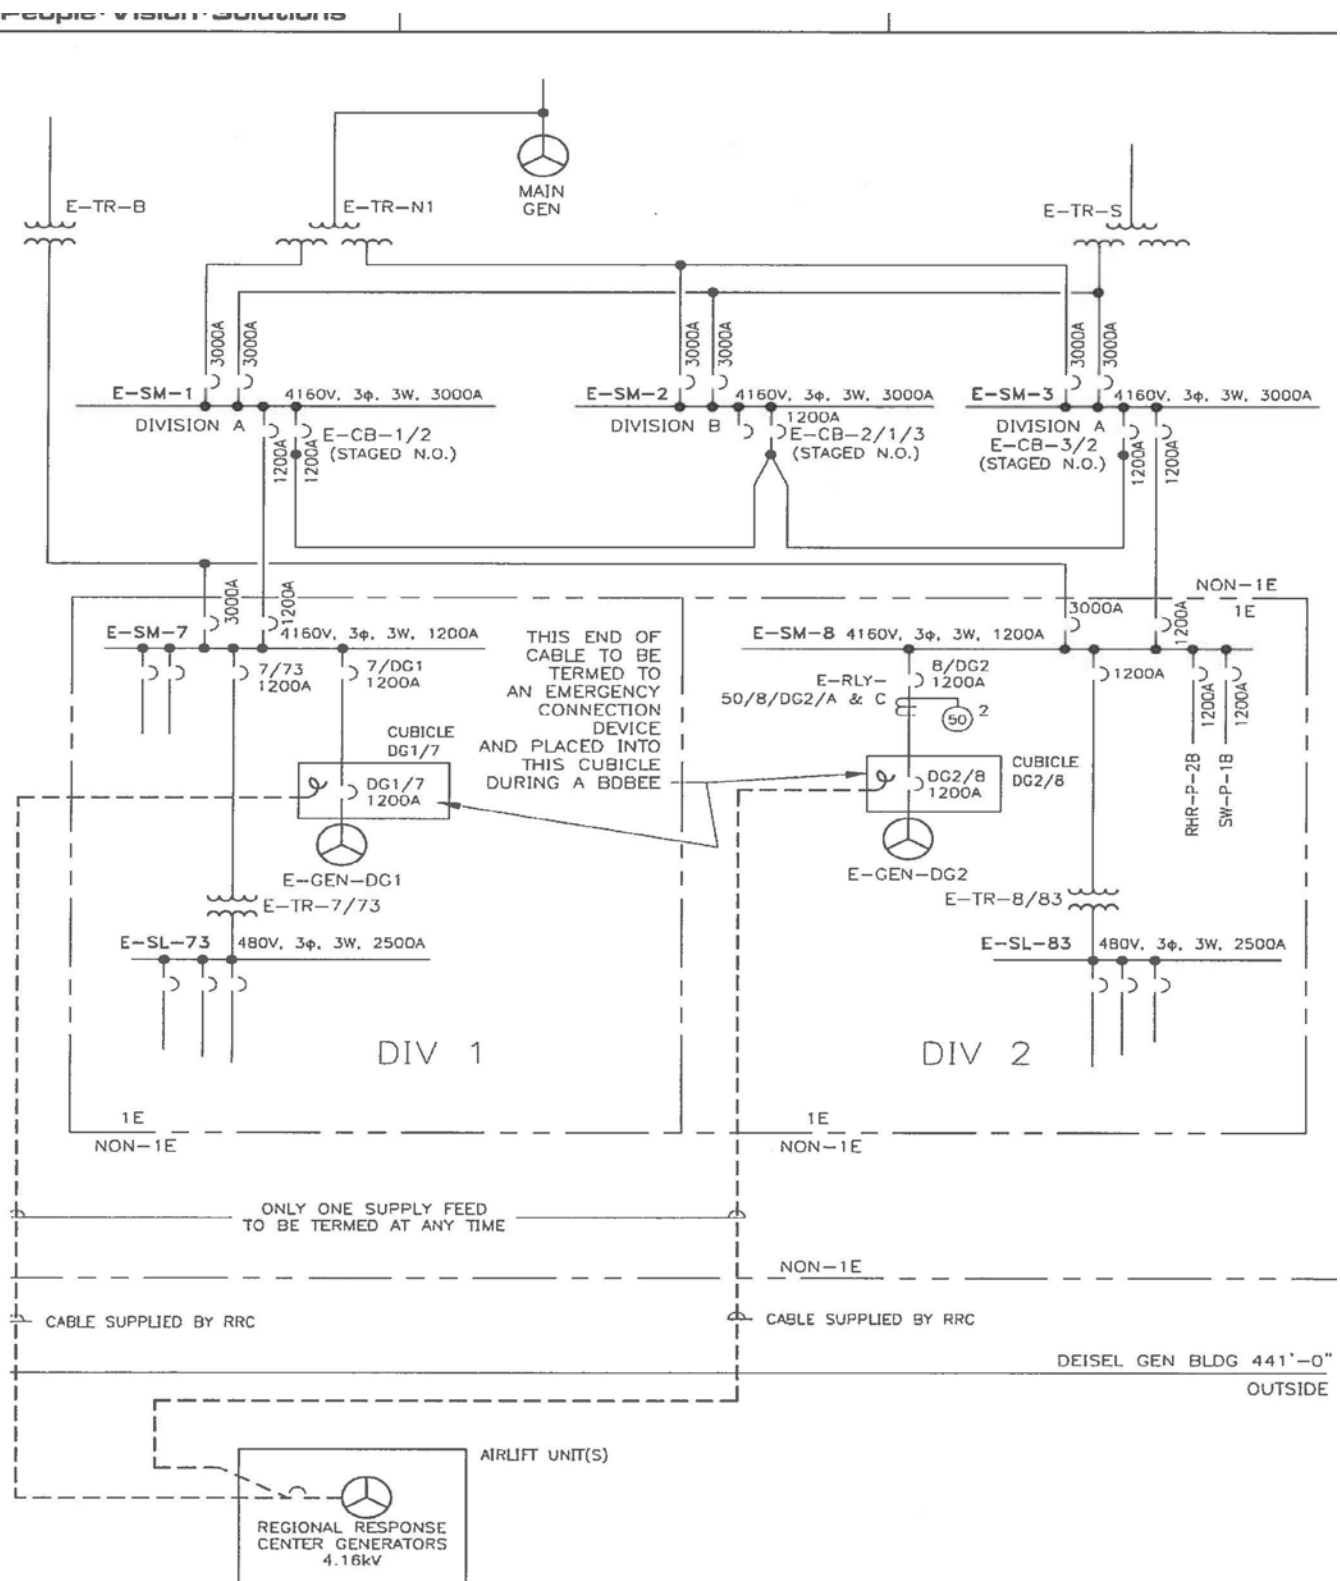 People·Vision·Solutions
MAIN
GEN
E-TR-B
E-TR-N1
E-TR-S
3000A
3000A
3000A
3000A
3000A
3000A
E-SM-1
4160V, 3ϕ, 3W, 3000A
DIVISION A
1200A
1200A
E-CB-1/2
(STAGED N.O.)
E-SM-2
4160V, 3ϕ, 3W, 3000A
DIVISION B
1200A
E-CB-2/1/3
(STAGED N.O.)
E-SM-3
4160V, 3ϕ, 3W, 3000A
DIVISION A
E-CB-3/2
(STAGED N.O.)
1200A
1200A
NON-1E
1E
3000A
1200A
E-SM-7
4160V, 3ϕ, 3W, 1200A
7/73
1200A
7/DG1
1200A
THIS END OF
CABLE TO BE
TERMED TO
AN EMERGENCY
CONNECTION
DEVICE
AND PLACED INTO
THIS CUBICLE
DURING A BDBEE
CUBICLE
DG1/7
DG1/7
1200A
E-GEN-DG1
E-TR-7/73
E-SL-73
480V, 3ϕ, 3W, 2500A
DIV 1
1E
NON-1E
3000A
1200A
E-SM-8
4160V, 3ϕ, 3W, 1200A
8/DG2
1200A
E-RLY-
50/8/DG2/A & C
50
2
1200A
1200A
1200A
RHR-P-2B
SW-P-1B
CUBICLE
DG2/8
DG2/8
1200A
E-GEN-DG2
E-TR-8/83
E-SL-83
480V, 3ϕ, 3W, 2500A
DIV 2
1E
NON-1E
ONLY ONE SUPPLY FEED
TO BE TERMED AT ANY TIME
NON-1E
CABLE SUPPLIED BY RRC
CABLE SUPPLIED BY RRC
DEISEL GEN BLDG 441'-0"
OUTSIDE
AIRLIFT UNIT(S)
REGIONAL RESPONSE
CENTER GENERATORS
4.16kV